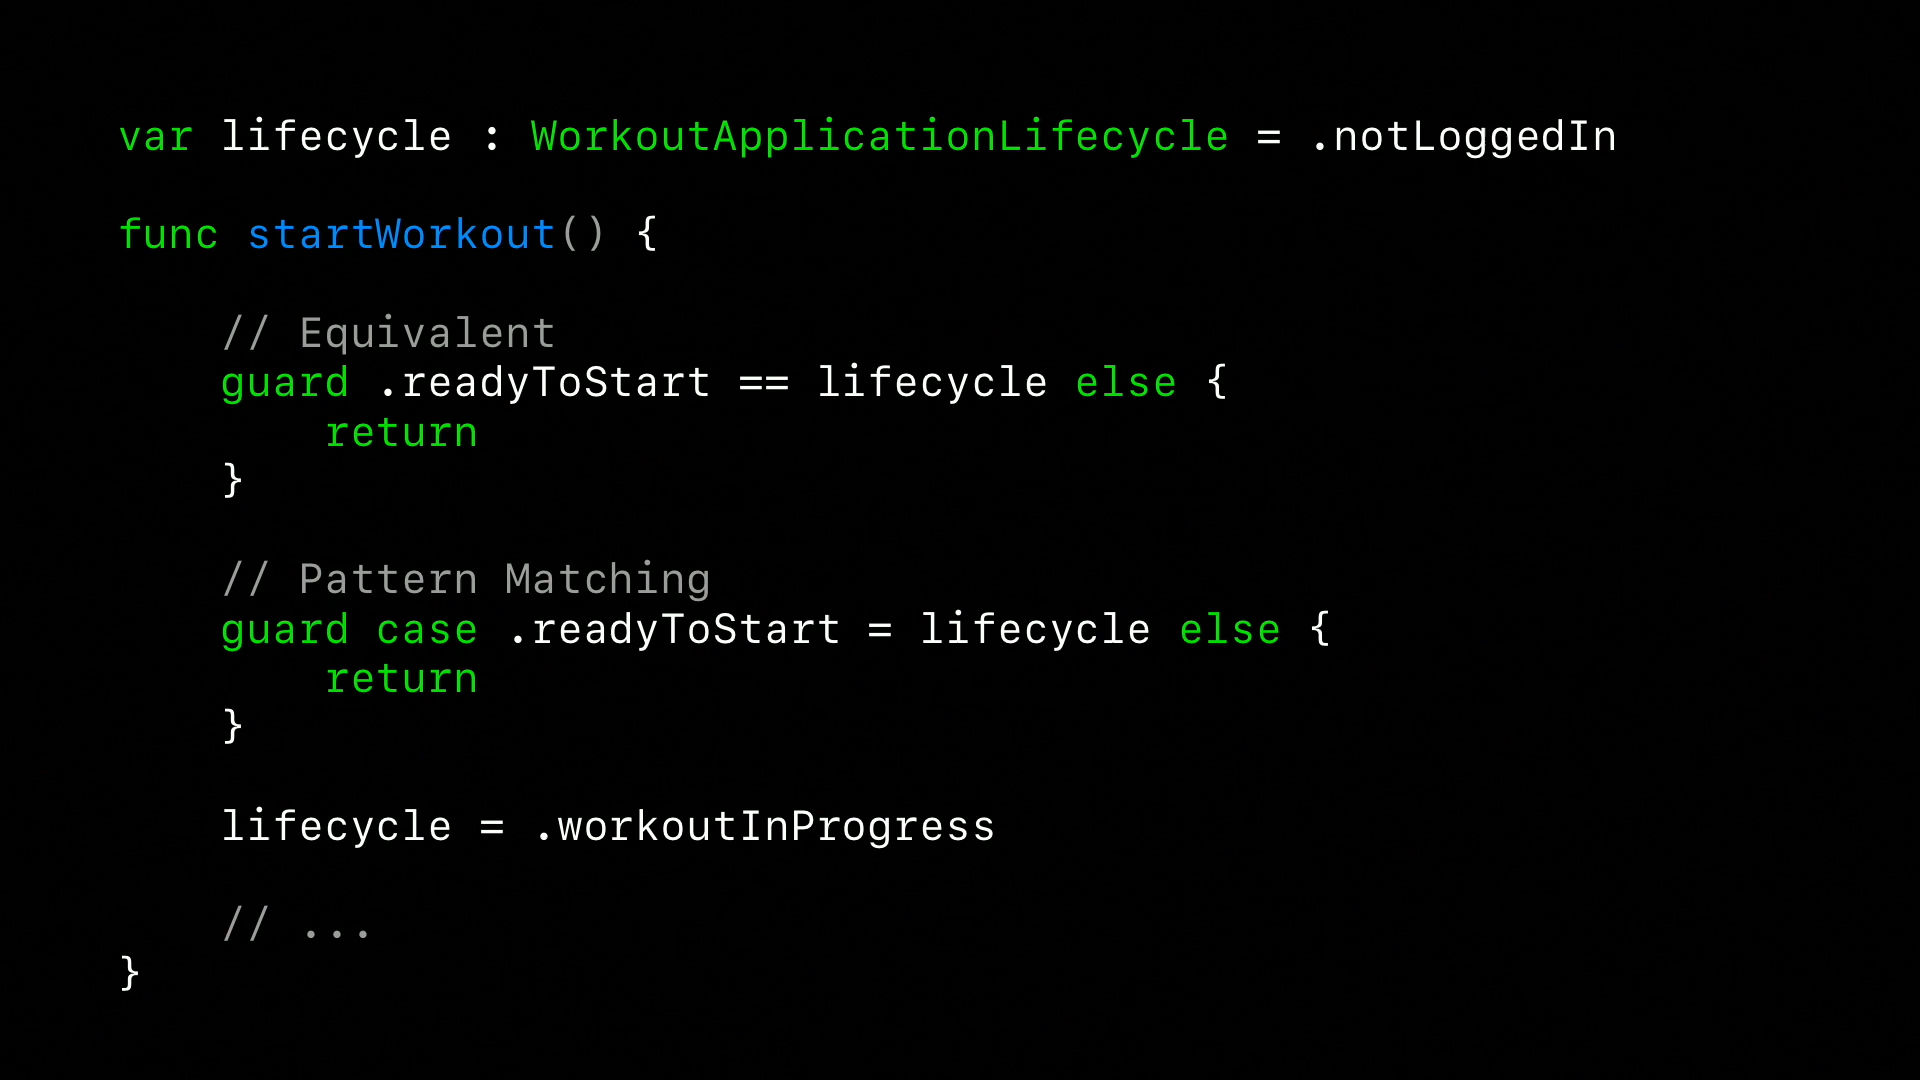 var lifecycle : WorkoutApplicationLifecycle = .notLoggedIn
func startWorkout() {
// Equivalent
guard .readyToStart == lifecycle else {
return
}
// Pattern Matching
guard case .readyToStart = lifecycle else {
return
}
lifecycle = .workoutInProgress
// ...
}